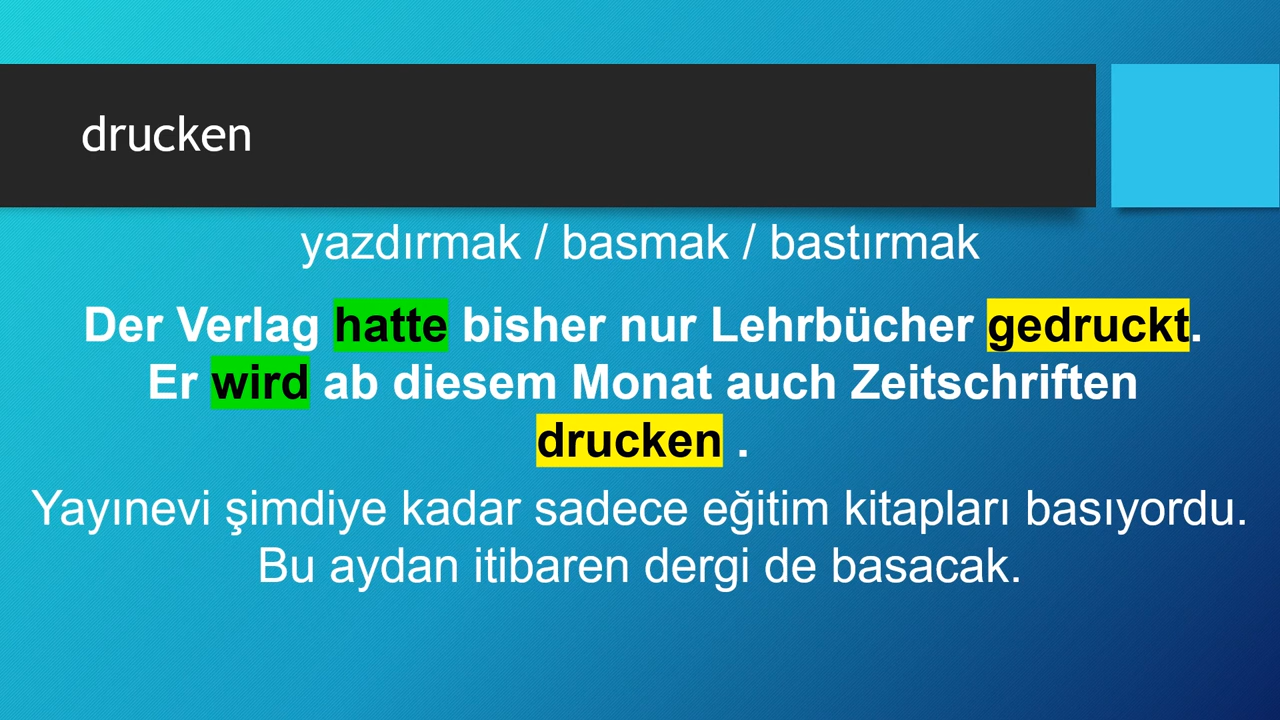 drucken
yazdırmak / basmak / bastırmak
Der Verlag hatte bisher nur Lehrbücher gedruckt.
Er wird ab diesem Monat auch Zeitschriften
drucken .
Yayınevi şimdiye kadar sadece eğitim kitapları basıyordu.
Bu aydan itibaren dergi de basacak.